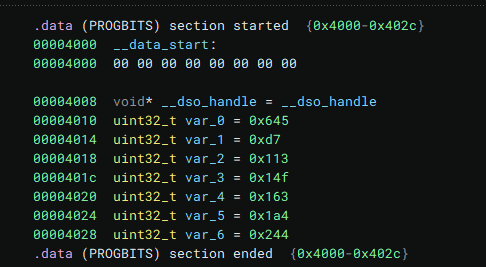 .data (PROGBITS) section started  {0x4000-0x402c}
00004000  __data_start:
00004000  00 00 00 00 00 00 00 00
00004008  void* __dso_handle = __dso_handle
00004010  uint32_t var_0 = 0x645
00004014  uint32_t var_1 = 0xd7
00004018  uint32_t var_2 = 0x113
0000401c  uint32_t var_3 = 0x14f
00004020  uint32_t var_4 = 0x163
00004024  uint32_t var_5 = 0x1a4
00004028  uint32_t var_6 = 0x244
.data (PROGBITS) section ended  {0x4000-0x402c}